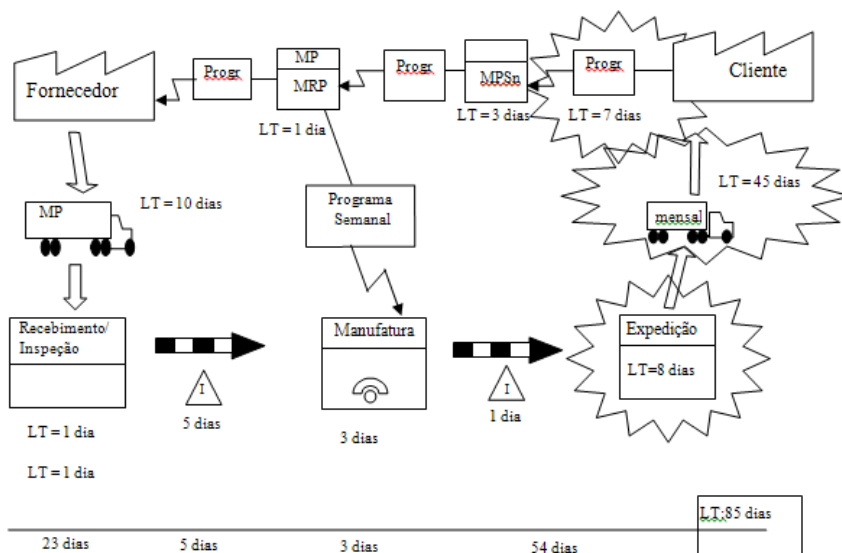 Fornecedor
Progr
MP
MRP
LT = 1 dia
Progr
MPSn
LT = 3 dias
Progr
LT = 7 dias
Cliente
MP
LT = 10 dias
Programa
Semanal
LT = 45 dias
mensal
Recebimento/
Inspeção
LT = 1 dia
LT = 1 dia
I
5 dias
Manufatura
3 dias
I
1 dia
Expedição
LT=8 dias
LT:85 dias
23 dias
5 dias
3 dias
54 dias